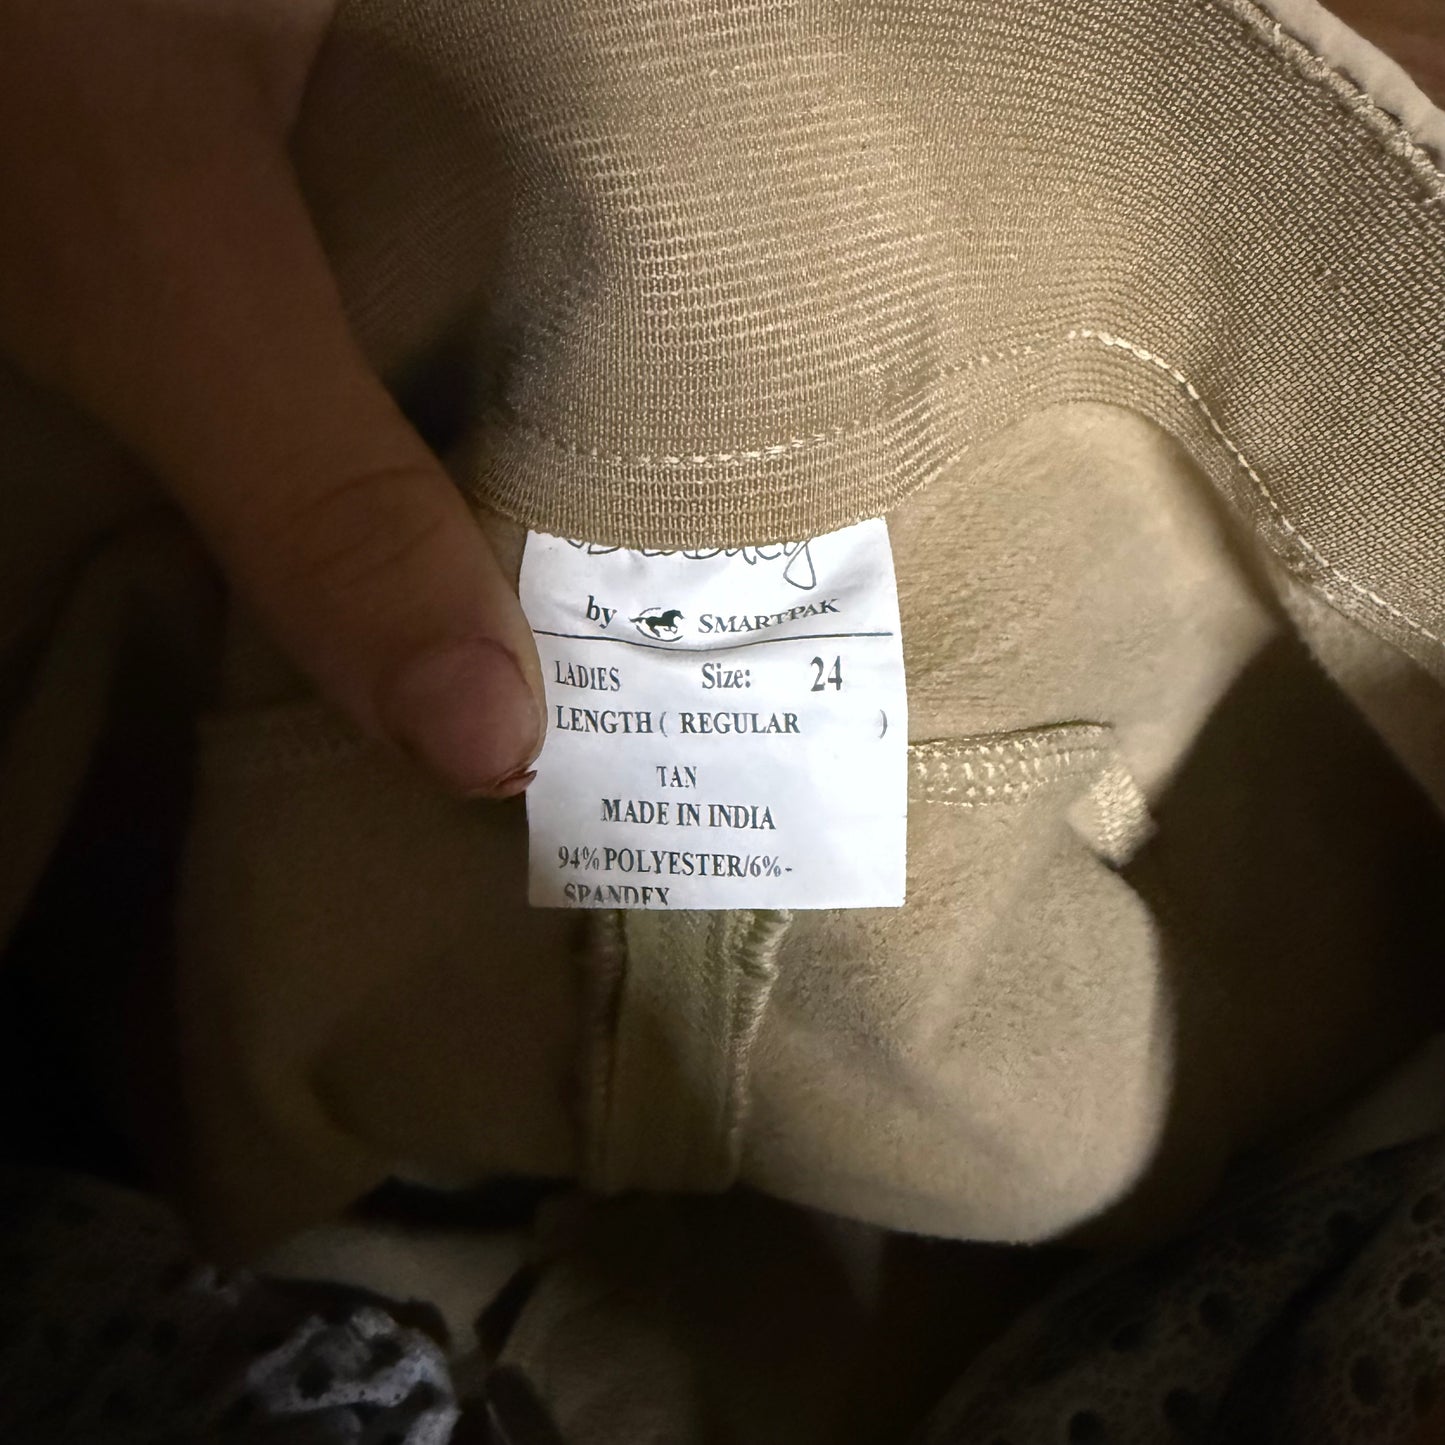 by SMARTPAK
LADIES Size: 24
LENGTH ( REGULAR )
TAN
MADE IN INDIA
94% POLYESTER/6%-
SPANDEX